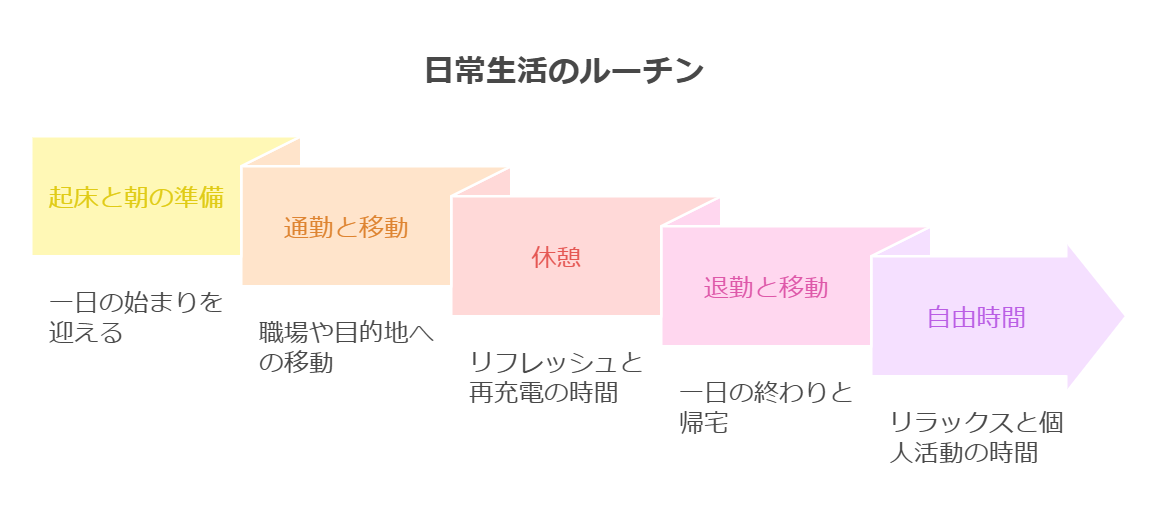 日常生活のルーチン
起床と朝の準備
一日の始まりを
迎える
通勤と移動
職場や目的地へ
の移動
休憩
リフレッシュと
再充電の時間
退勤と移動
一日の終わりと
帰宅
自由時間
リラックスと個
人活動の時間